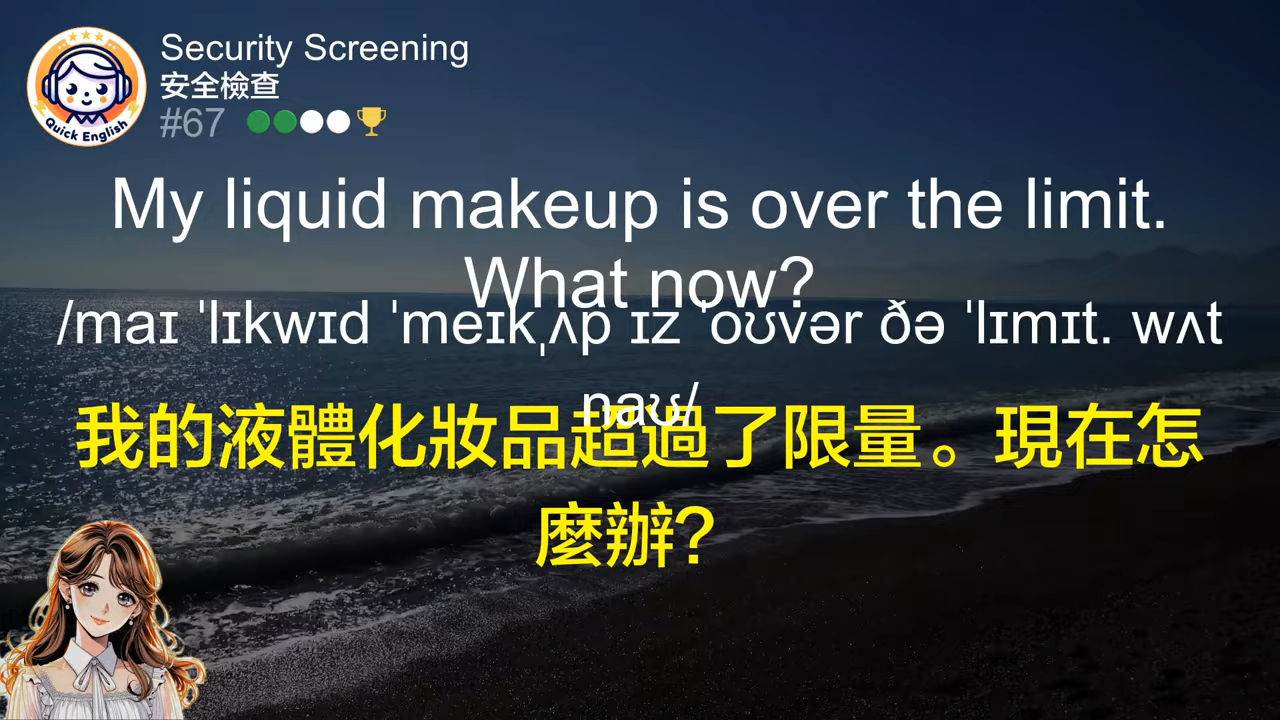 Quick English
Security Screening
安全檢查
#67
My liquid makeup is over the limit.
What now?
/maɪ ˈlɪkwɪd ˈmeɪkˌʌp ɪz ˈoʊvər ðə ˈlɪmɪt. wʌt
naʊ/
我的液體化妝品超過了限量。現在怎
麼辦?